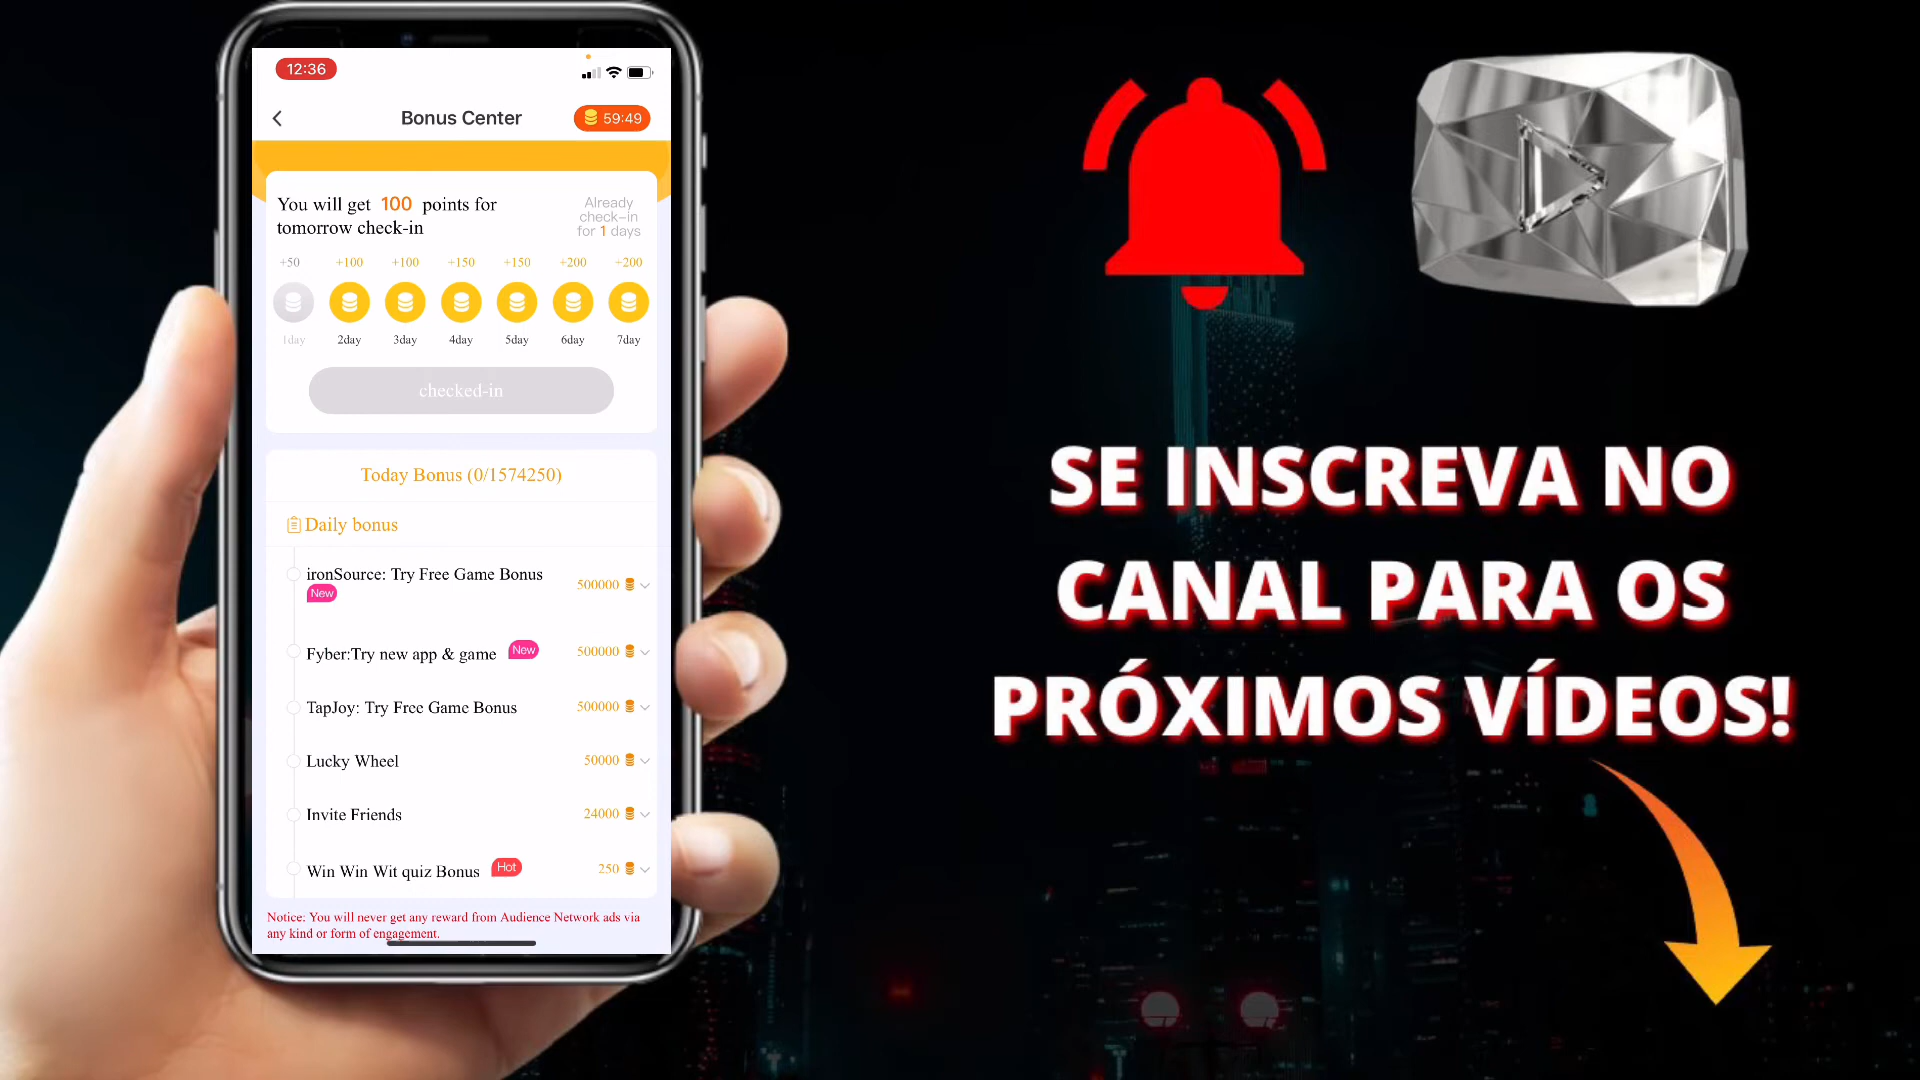 12:36
Bonus Center
59:49
You will get 100 points for
tomorrow check-in
Already
check-in
for 1 days
+50 +100 +100 +150 +150 +200 +200
1day 2day 3day 4day 5day 6day 7day
checked-in
Today Bonus (0/1574250)
Daily bonus
ironSource: Try Free Game Bonus
New
500000
Fyber:Try new app & game New 500000
TapJoy: Try Free Game Bonus 500000
Lucky Wheel 50000
Invite Friends 24000
Win Win Wit quiz Bonus Hot 250
Notice: You will never get any reward from Audience Network ads via
any kind or form of engagement.
SE INSCREVA NO
CANAL PARA OS
PRÓXIMOS VÍDEOS!